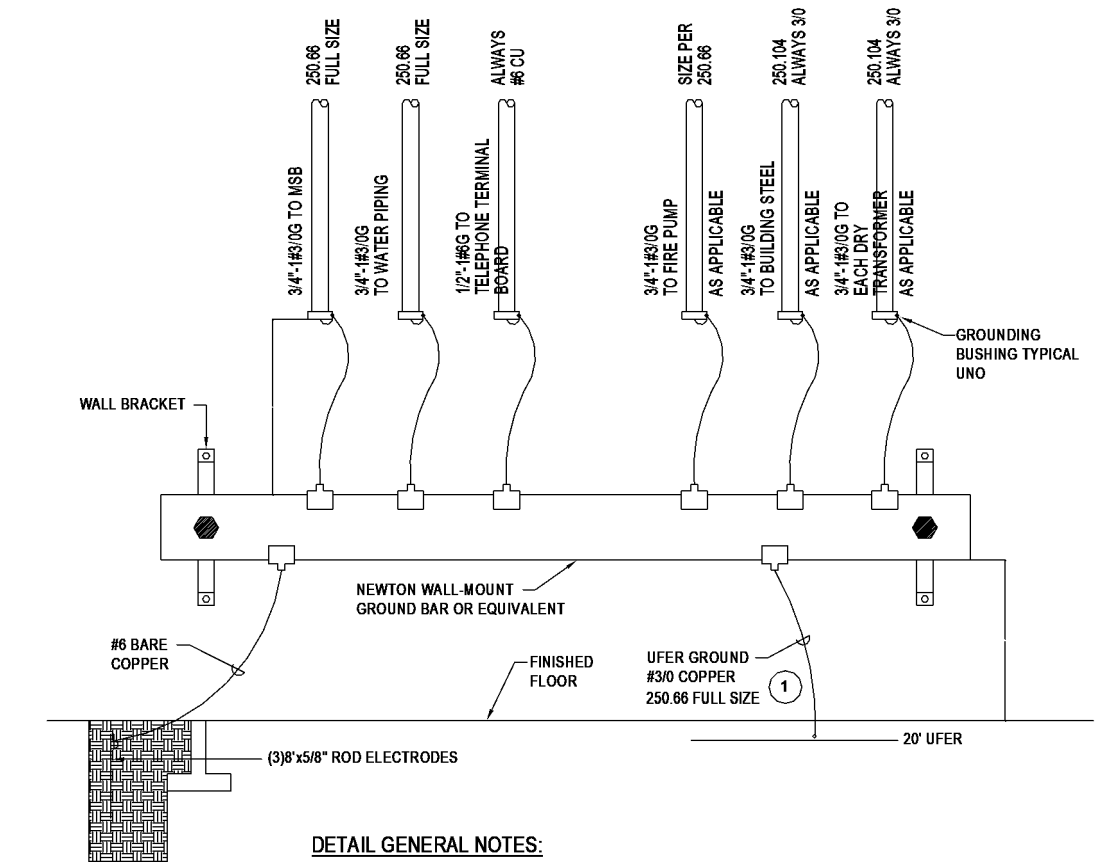 250.66
FULL SIZE
250.66
FULL SIZE
ALWAYS
#6 CU
SIZE PER
250.66
250.104
ALWAYS 3/0
250.104
ALWAYS 3/0
3/4"-1#3/0G TO MSB
3/4"-1#3/0G
TO WATER PIPING
1/2"-1#6G TO
TELEPHONE TERMINAL
BOARD
3/4"-1#3/0G
TO FIRE PUMP
AS APPLICABLE
3/4"-1#3/0G
TO BUILDING STEEL
AS APPLICABLE
3/4"-1#3/0G TO
EACH DRY
TRANSFORMER
AS APPLICABLE
GROUNDING
BUSHING TYPICAL
UNO
WALL BRACKET
NEWTON WALL-MOUNT
GROUND BAR OR EQUIVALENT
#6 BARE
COPPER
FINISHED
FLOOR
UFER GROUND
#3/0 COPPER
250.66 FULL SIZE
1
20' UFER
(3)8'x5/8" ROD ELECTRODES
DETAIL GENERAL NOTES: